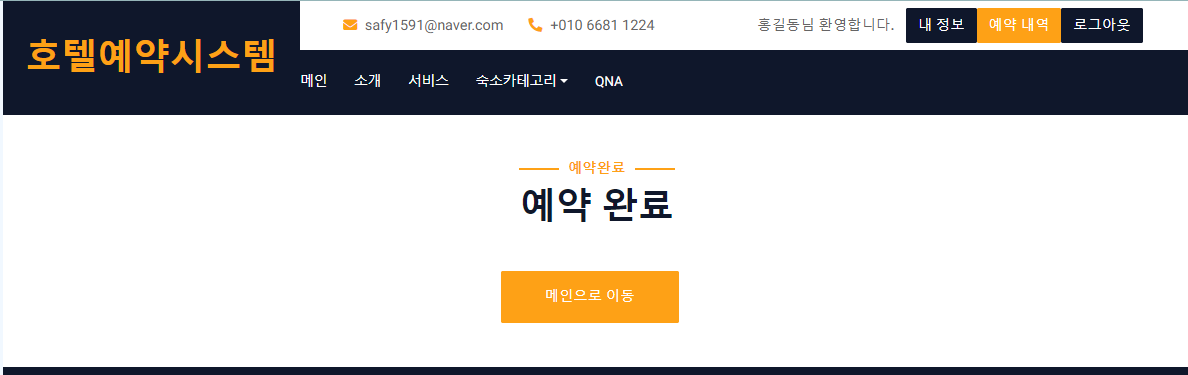 호텔예약시스템
safy1591@naver.com
+010 6681 1224
홍길동님 환영합니다.
내 정보
예약 내역
로그아웃
메인
소개
서비스
숙소카테고리
QNA
예약완료
예약 완료
메인으로 이동